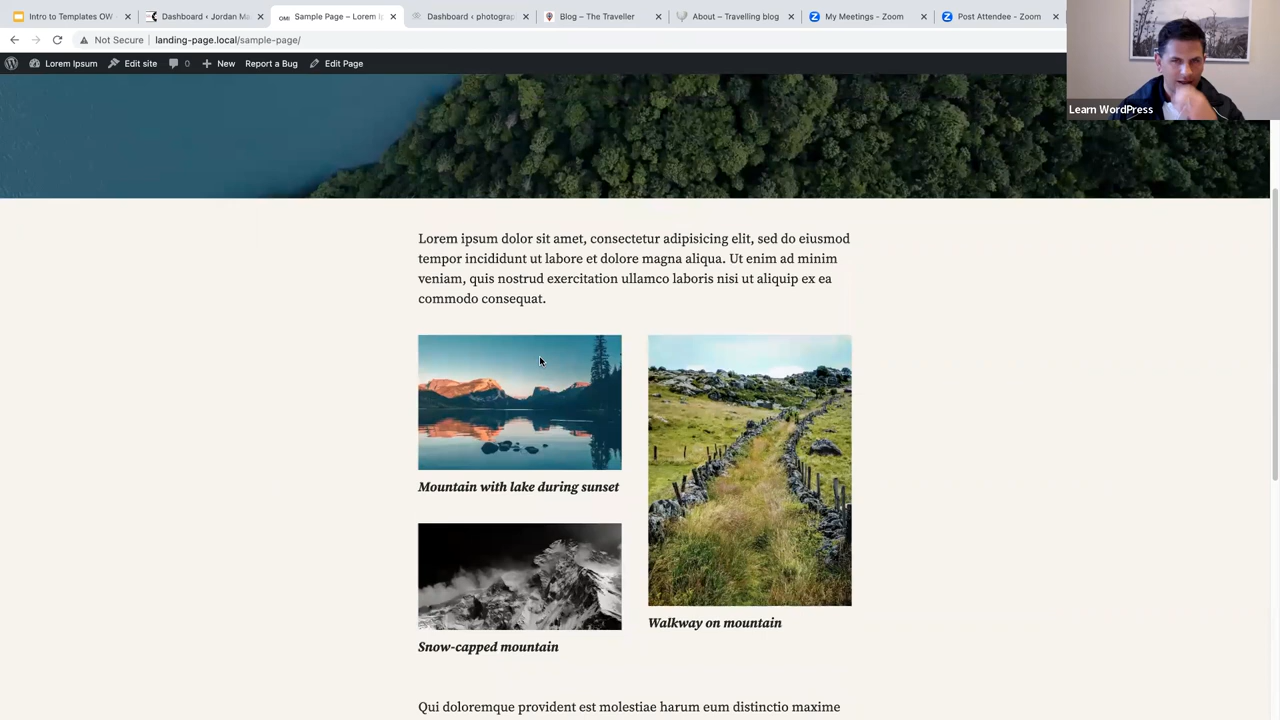 Intro to Templates OW
Dashboard ‹ Jordan Ma
OMI
Sample Page – Lorem I
Dashboard ‹ photograp
Blog – The Traveller
About – Travelling blog
My Meetings - Zoom
Post Attendee - Zoom
Not Secure
landing-page.local/sample-page/
Lorem Ipsum
Edit site
0
New
Report a Bug
Edit Page
Learn WordPress
Lorem ipsum dolor sit amet, consectetur adipisicing elit, sed do eiusmod
tempor incididunt ut labore et dolore magna aliqua. Ut enim ad minim
veniam, quis nostrud exercitation ullamco laboris nisi ut aliquip ex ea
commodo consequat.
Mountain with lake during sunset
Snow-capped mountain
Walkway on mountain
Qui doloremque provident est molestiae harum eum distinctio maxime